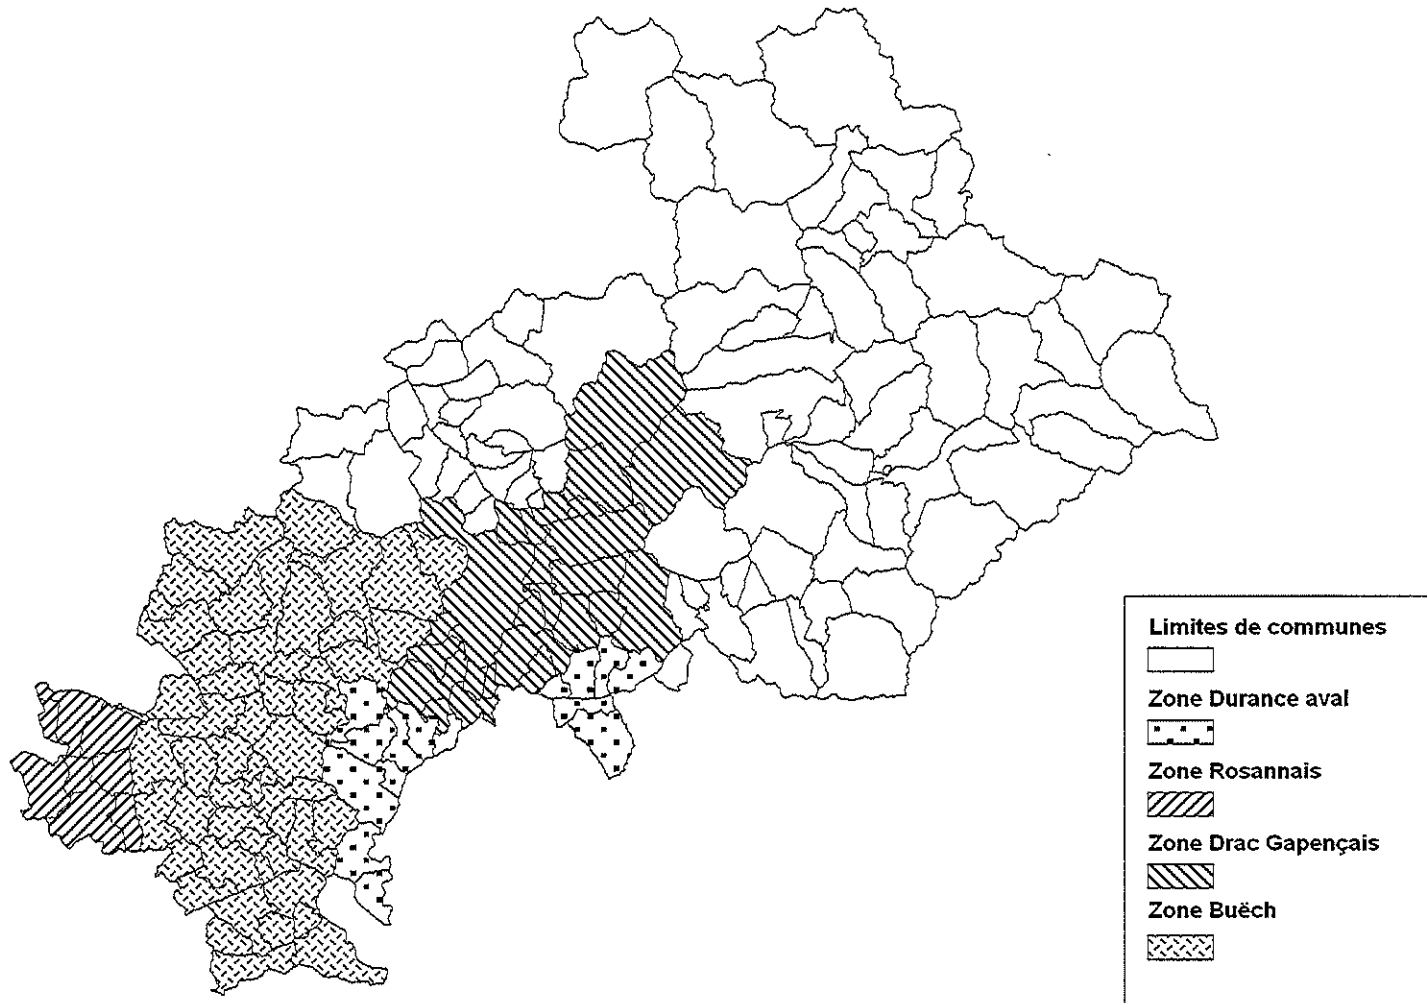 Limites de communes
Zone Durance aval
Zone Rosannais
Zone Drac Gapençais
Zone Buëch